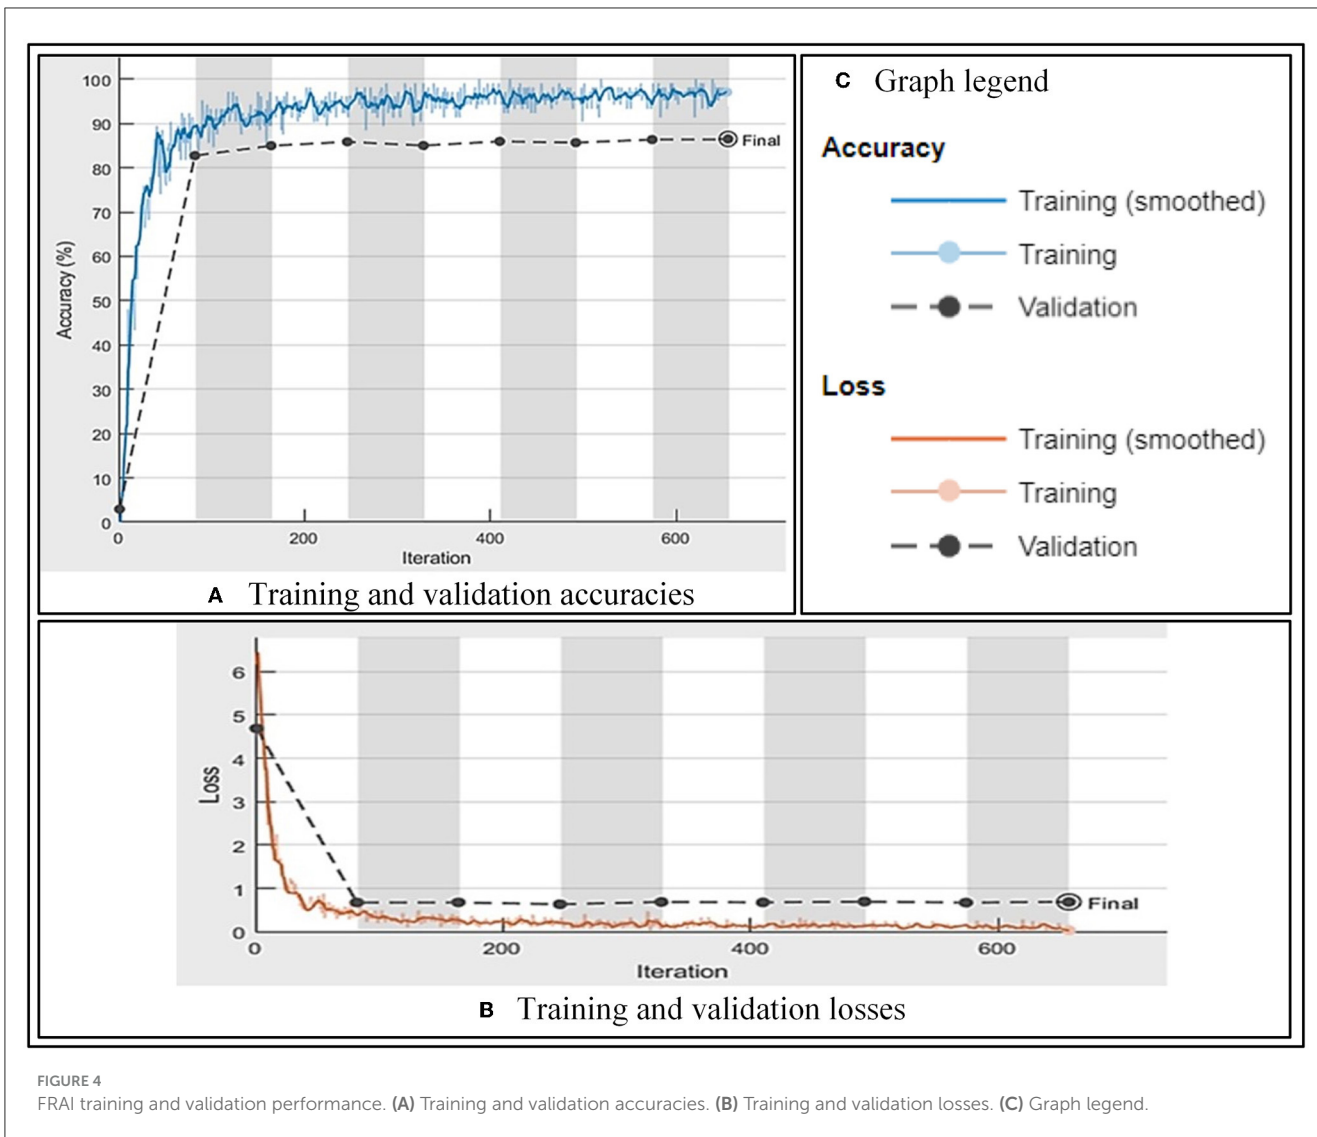 100
90
80
70
60
50
40
30
20
10
0
Accuracy (%)
0 200 400 600
Iteration
Final
A Training and validation accuracies
C Graph legend
Accuracy
Training (smoothed)
Training
Validation
Loss
Training (smoothed)
Training
Validation
6
5
4
3
2
1
0
Loss
0 200 400 600
Iteration
Final
B Training and validation losses
FIGURE 4
FRAI training and validation performance. (A) Training and validation accuracies. (B) Training and validation losses. (C) Graph legend.